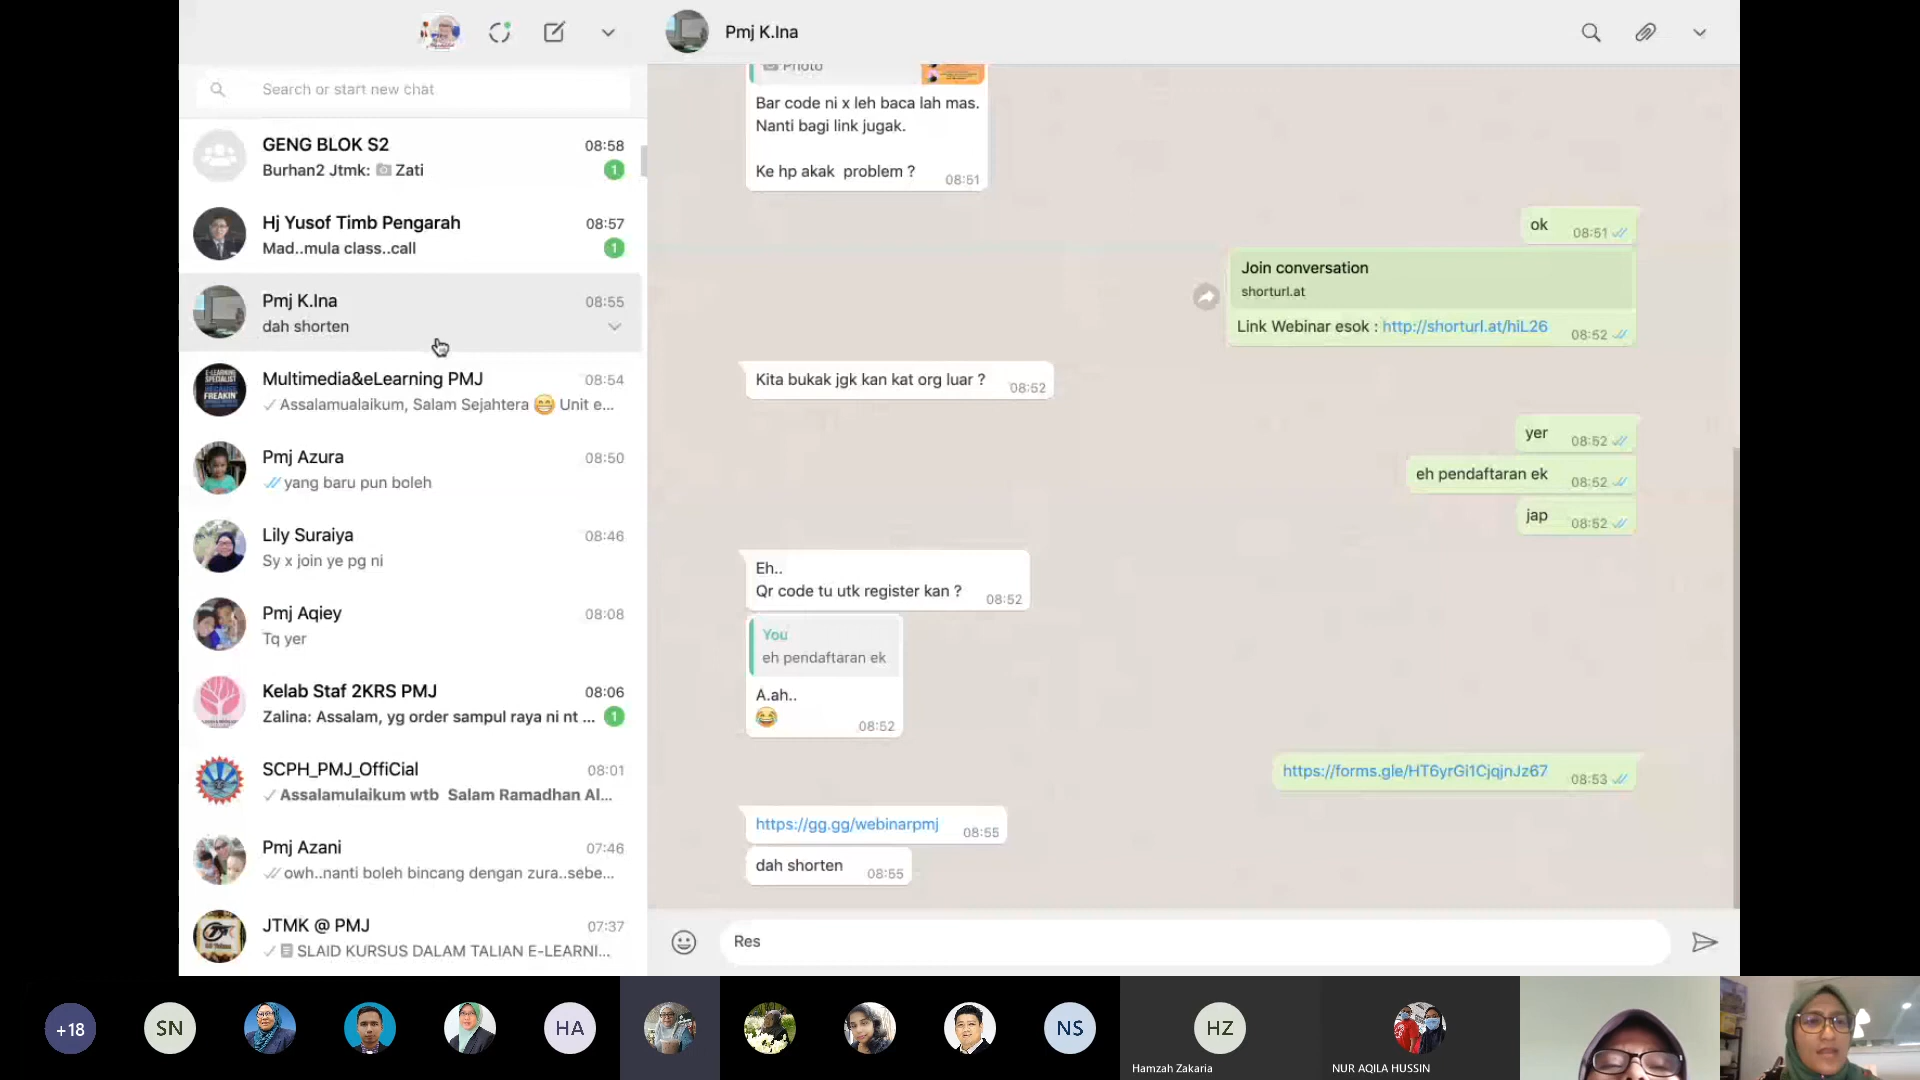 Pmj K.Ina
Search or start new chat
GENG BLOK S2
08:58
Burhan2 Jtmk: Zati
1
Hj Yusof Timb Pengarah
08:57
Mad..mula class..call
1
Pmj K.Ina
08:55
dah shorten
Multimedia&eLearning PMJ
08:54
Assalamualaikum, Salam Sejahtera 😁 Unit e...
Pmj Azura
08:50
yang baru pun boleh
Lily Suraiya
08:46
Sy x join ye pg ni
Pmj Aqiey
08:08
Tq yer
Kelab Staf 2KRS PMJ
08:06
Zalina: Assalam, yg order sampul raya ni nt ...
1
SCPH_PMJ_OffiCial
08:01
Assalamulaikum wtb Salam Ramadhan Al...
Pmj Azani
07:46
owh..nanti boleh bincang dengan zura..sebe...
JTMK @ PMJ
07:37
SLAID KURSUS DALAM TALIAN E-LEARNI...
Photo
Bar code ni x leh baca lah mas.
Nanti bagi link jugak.
Ke hp akak problem ?
08:51
ok
08:51
Join conversation
shorturl.at
Link Webinar esok : http://shorturl.at/hiL26
08:52
Kita bukak jgk kan kat org luar ?
08:52
yer
08:52
eh pendaftaran ek
08:52
jap
08:52
Eh..
Qr code tu utk register kan ?
08:52
You
eh pendaftaran ek
A.ah..
😂
08:52
https://forms.gle/HT6yrGi1CjqjnJz67
08:53
https://gg.gg/webinarpmj
08:55
dah shorten
08:55
Res
+18
SN
HA
NS
HZ
Hamzah Zakaria
NUR AQILA HUSSIN